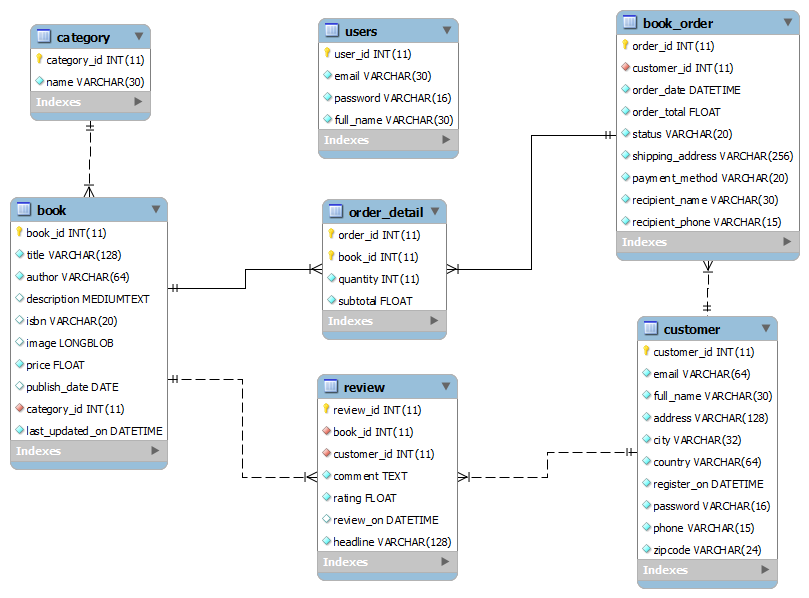 category
category_id INT(11)
name VARCHAR(30)
Indexes
users
user_id INT(11)
email VARCHAR(30)
password VARCHAR(16)
full_name VARCHAR(30)
Indexes
book_order
order_id INT(11)
customer_id INT(11)
order_date DATETIME
order_total FLOAT
status VARCHAR(20)
shipping_address VARCHAR(256)
payment_method VARCHAR(20)
recipient_name VARCHAR(30)
recipient_phone VARCHAR(15)
Indexes
book
book_id INT(11)
title VARCHAR(128)
author VARCHAR(64)
description MEDIUMTEXT
isbn VARCHAR(20)
image LONGBLOB
price FLOAT
publish_date DATE
category_id INT(11)
last_updated_on DATETIME
Indexes
order_detail
order_id INT(11)
book_id INT(11)
quantity INT(11)
subtotal FLOAT
Indexes
review
review_id INT(11)
book_id INT(11)
customer_id INT(11)
comment TEXT
rating FLOAT
review_on DATETIME
headline VARCHAR(128)
Indexes
customer
customer_id INT(11)
email VARCHAR(64)
full_name VARCHAR(30)
address VARCHAR(128)
city VARCHAR(32)
country VARCHAR(64)
register_on DATETIME
password VARCHAR(16)
phone VARCHAR(15)
zipcode VARCHAR(24)
Indexes